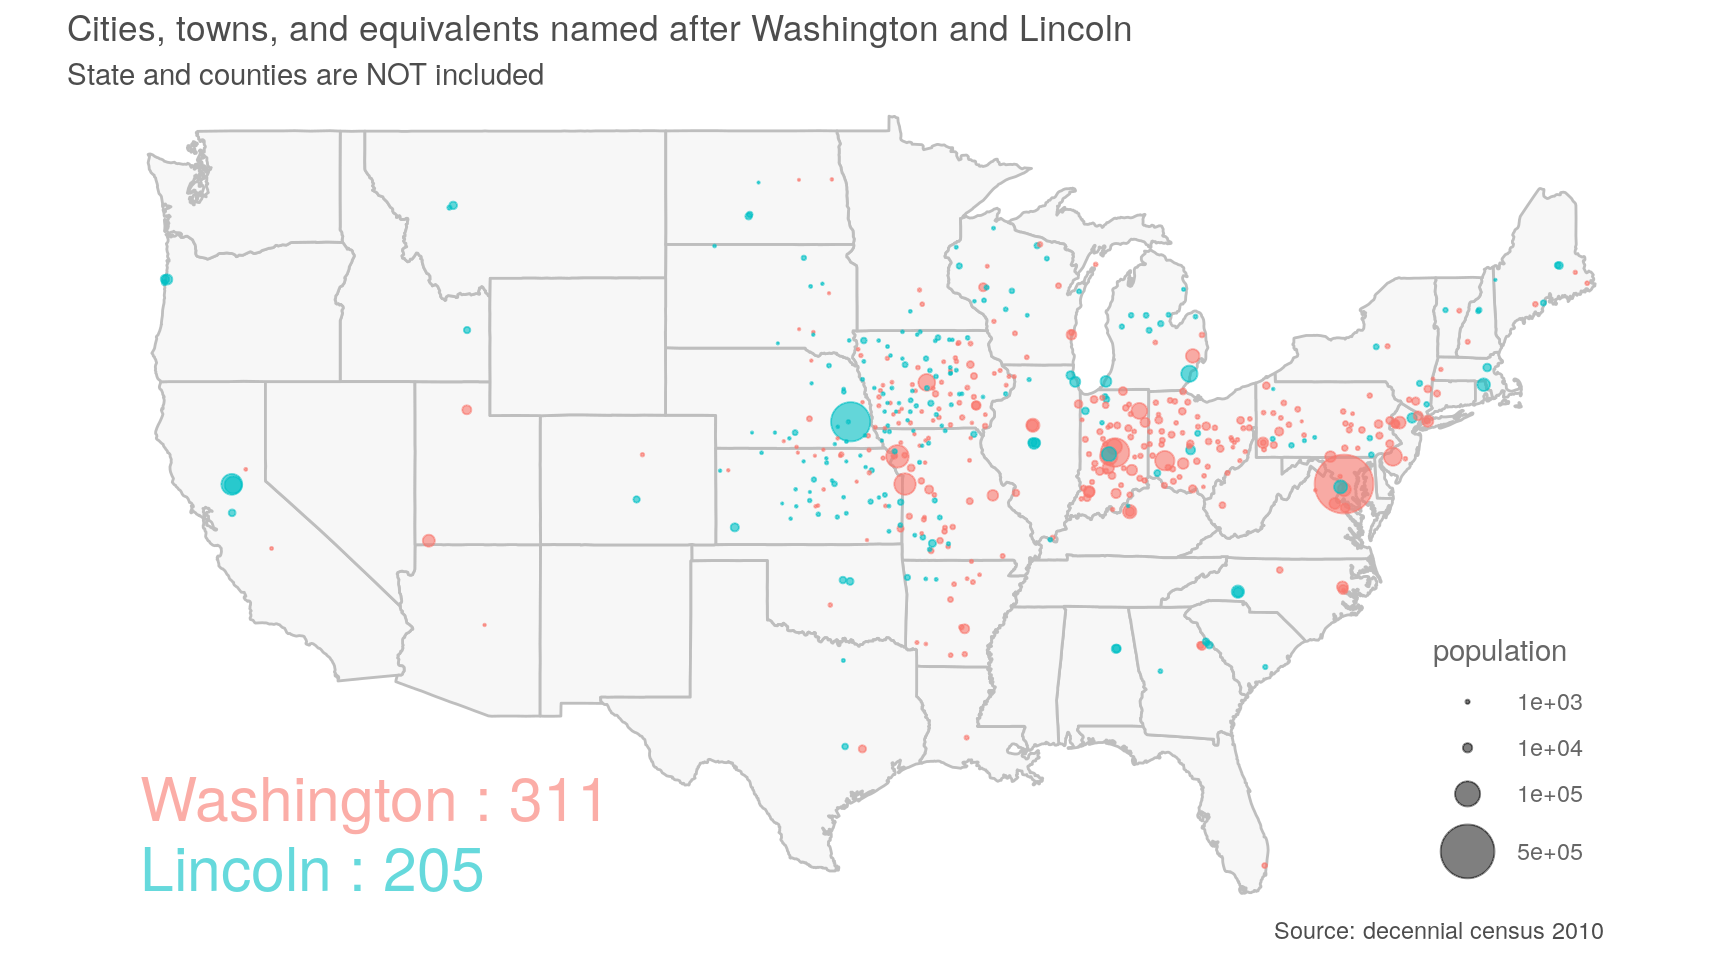 Cities, towns, and equivalents named after Washington and Lincoln
State and counties are NOT included
Washington : 311
Lincoln : 205
population
1e+03
1e+04
1e+05
5e+05
Source: decennial census 2010